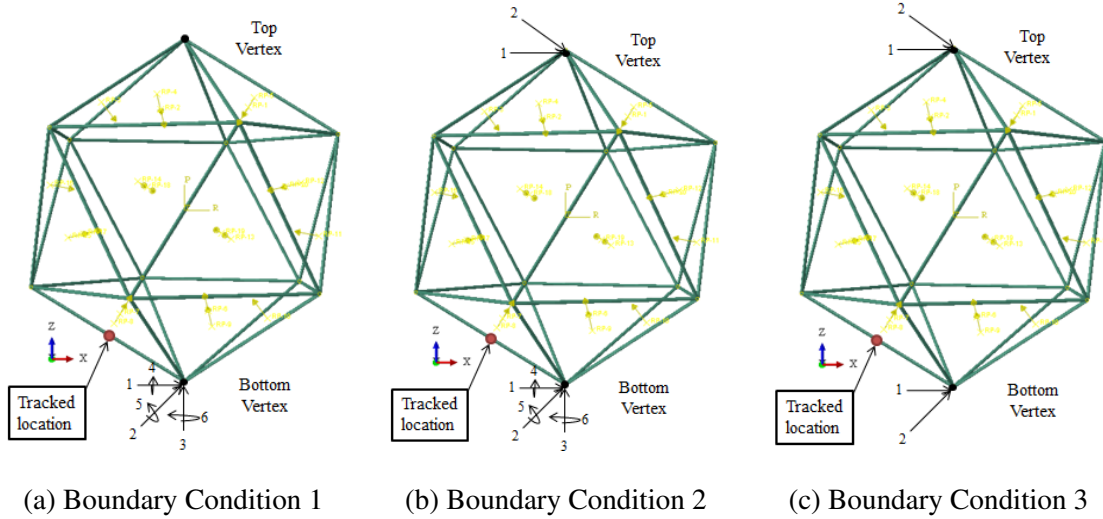 2
2
1
1
Top
Vertex
Top
Vertex
Top
Vertex
P
R
P
R
P
R
z
x
z
x
z
x
Tracked
location
Tracked
location
Tracked
location
4
1
5
2
3
6
Bottom
Vertex
4
1
5
2
3
6
Bottom
Vertex
1
2
Bottom
Vertex
(a) Boundary Condition 1
(b) Boundary Condition 2
(c) Boundary Condition 3